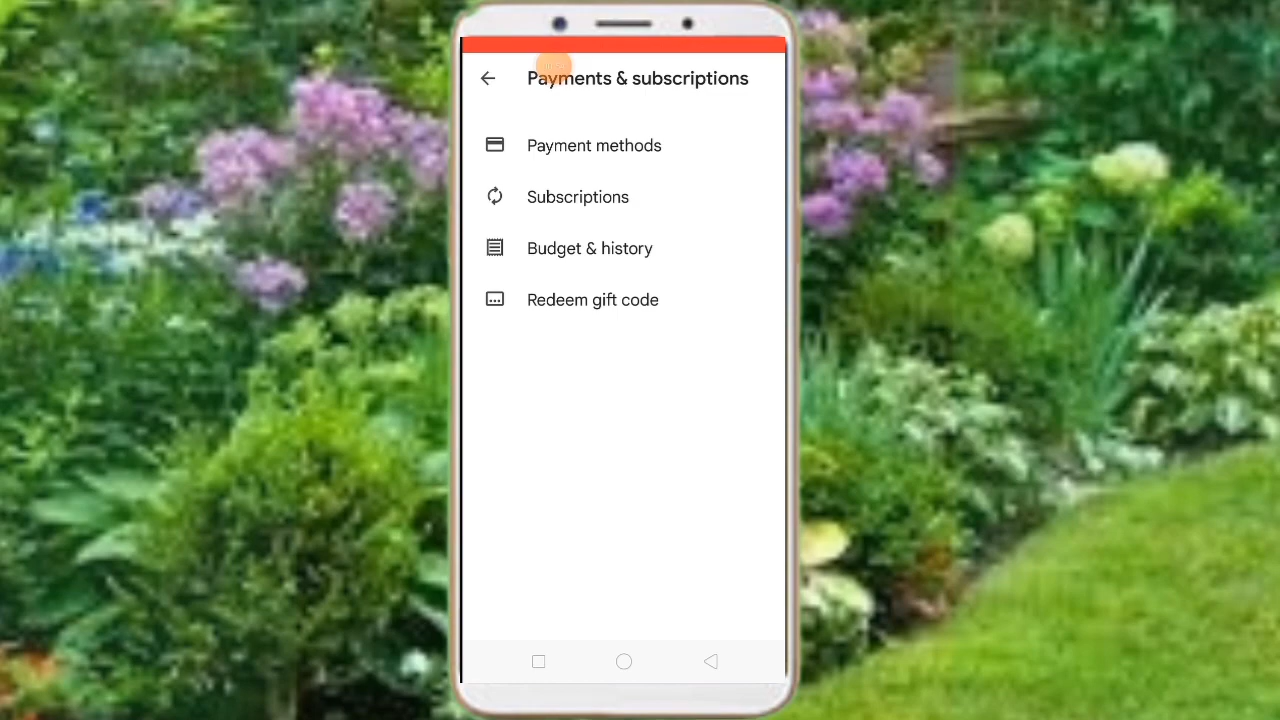 Payments & subscriptions
Payment methods
Subscriptions
Budget & history
Redeem gift code